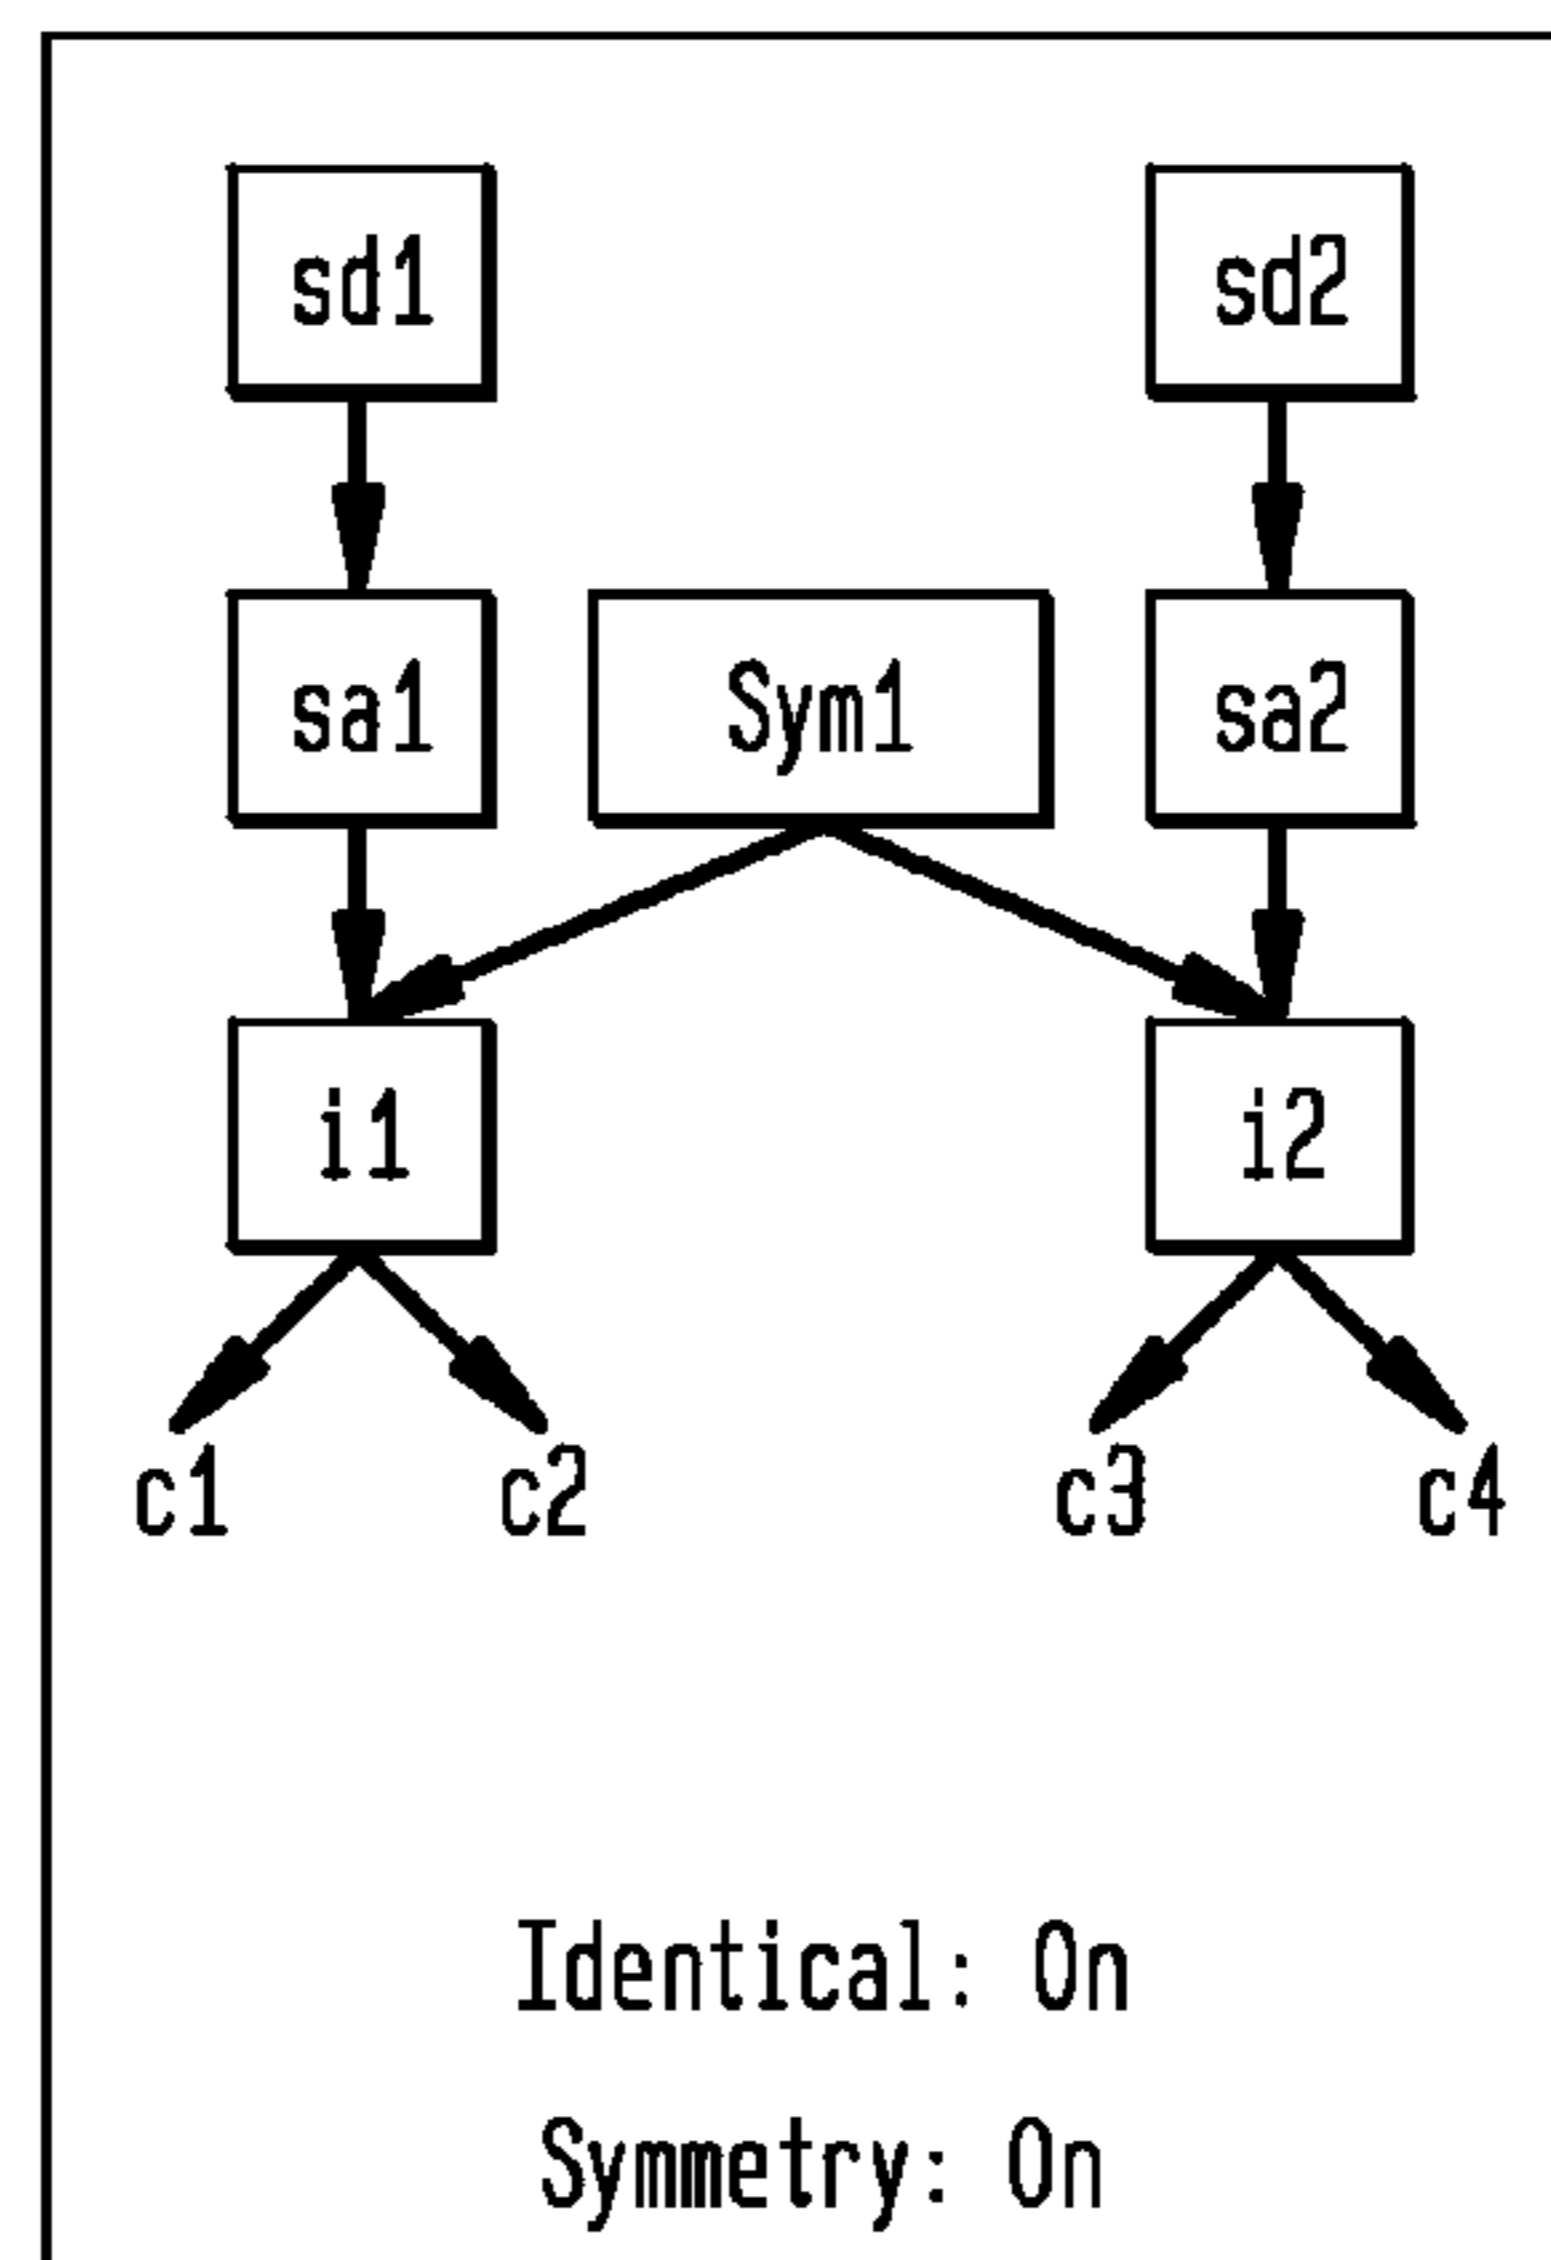 sd1 sd2
sa1 Sym1 sa2
i1 i2
c1 c2 c3 c4
Identical: On
Symmetry: On